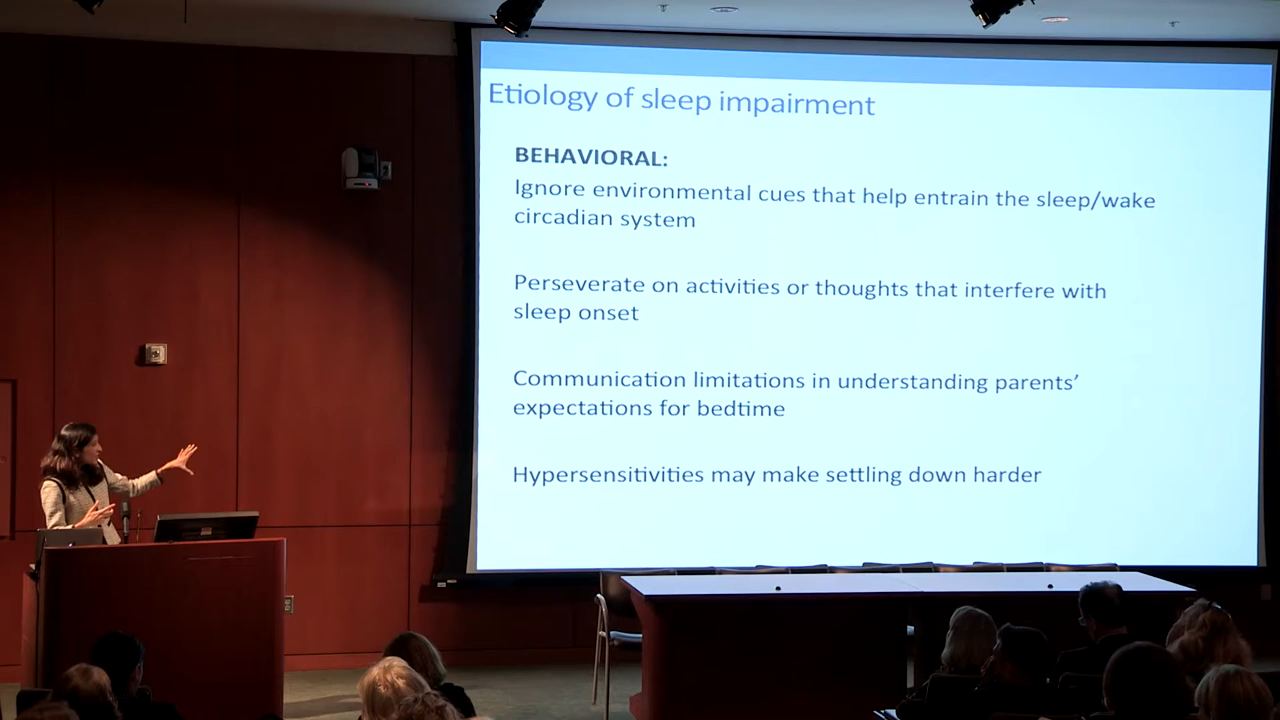 Etiology of sleep impairment
BEHAVIORAL:
Ignore environmental cues that help entrain the sleep/wake
circadian system
Perseverate on activities or thoughts that interfere with
sleep onset
Communication limitations in understanding parents’
expectations for bedtime
Hypersensitivities may make settling down harder